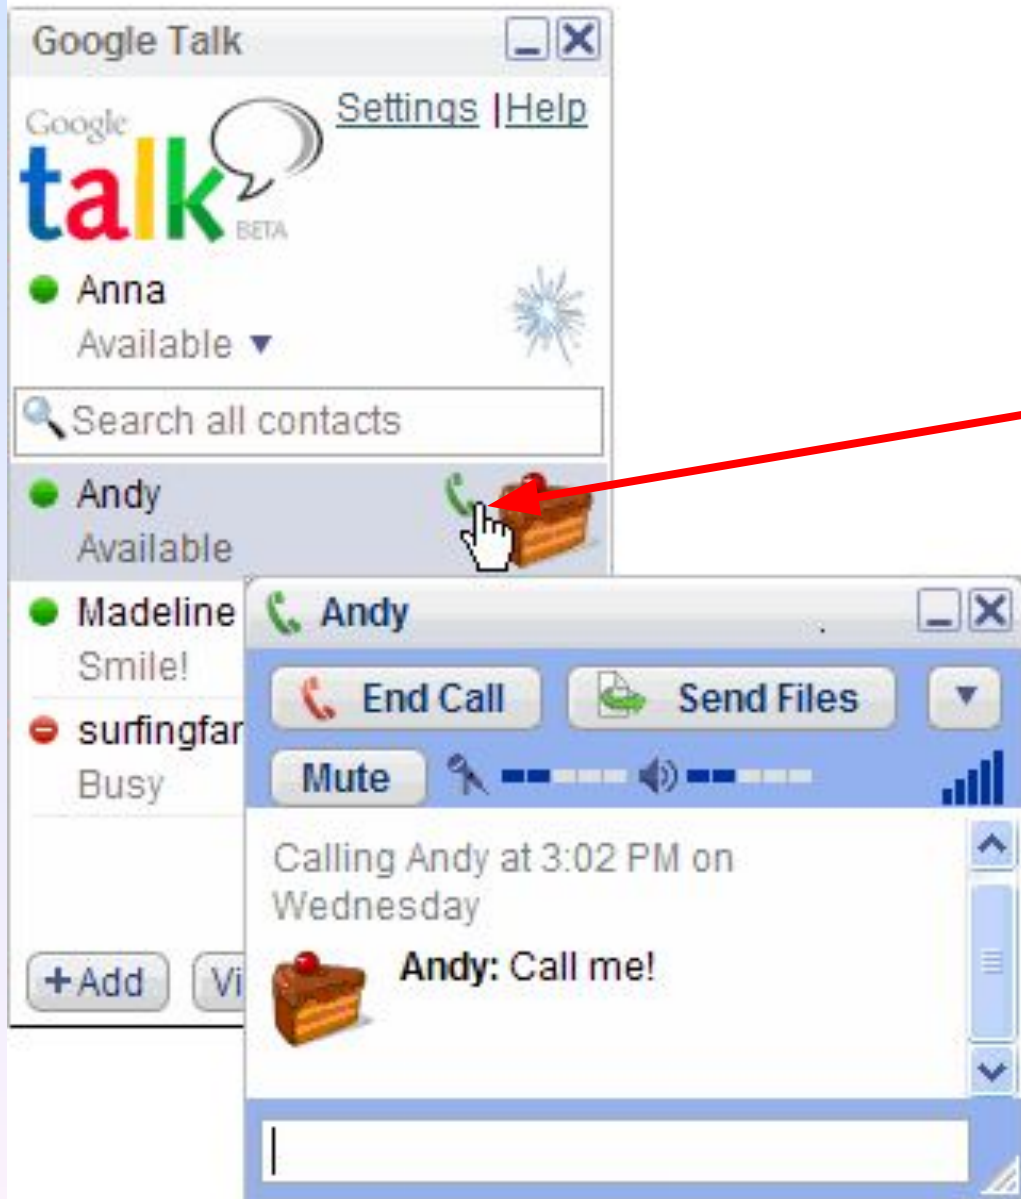 Google Talk
Settings | Help
Google
talk
BETA
Anna
Available
Search all contacts
Andy
Available
Madeline
Smile!
surfingfar
Busy
+Add Vi
Andy
End Call Send Files
Mute
Calling Andy at 3:02 PM on
Wednesday
Andy: Call me!